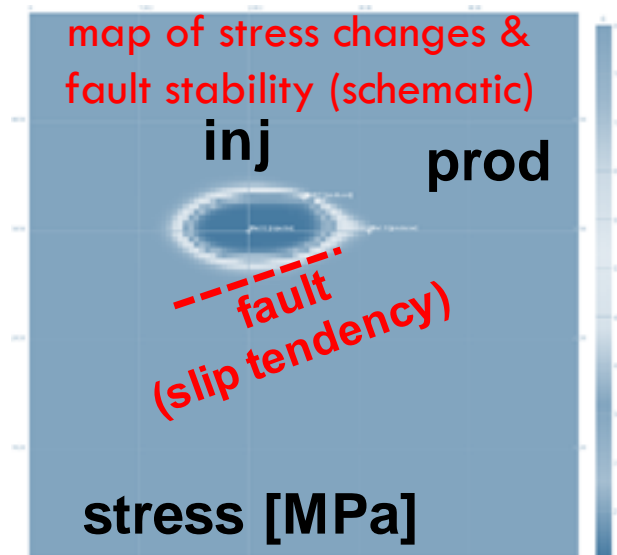 map of stress changes &
fault stability (schematic)
inj
prod
fault
(slip tendency)
stress [MPa]